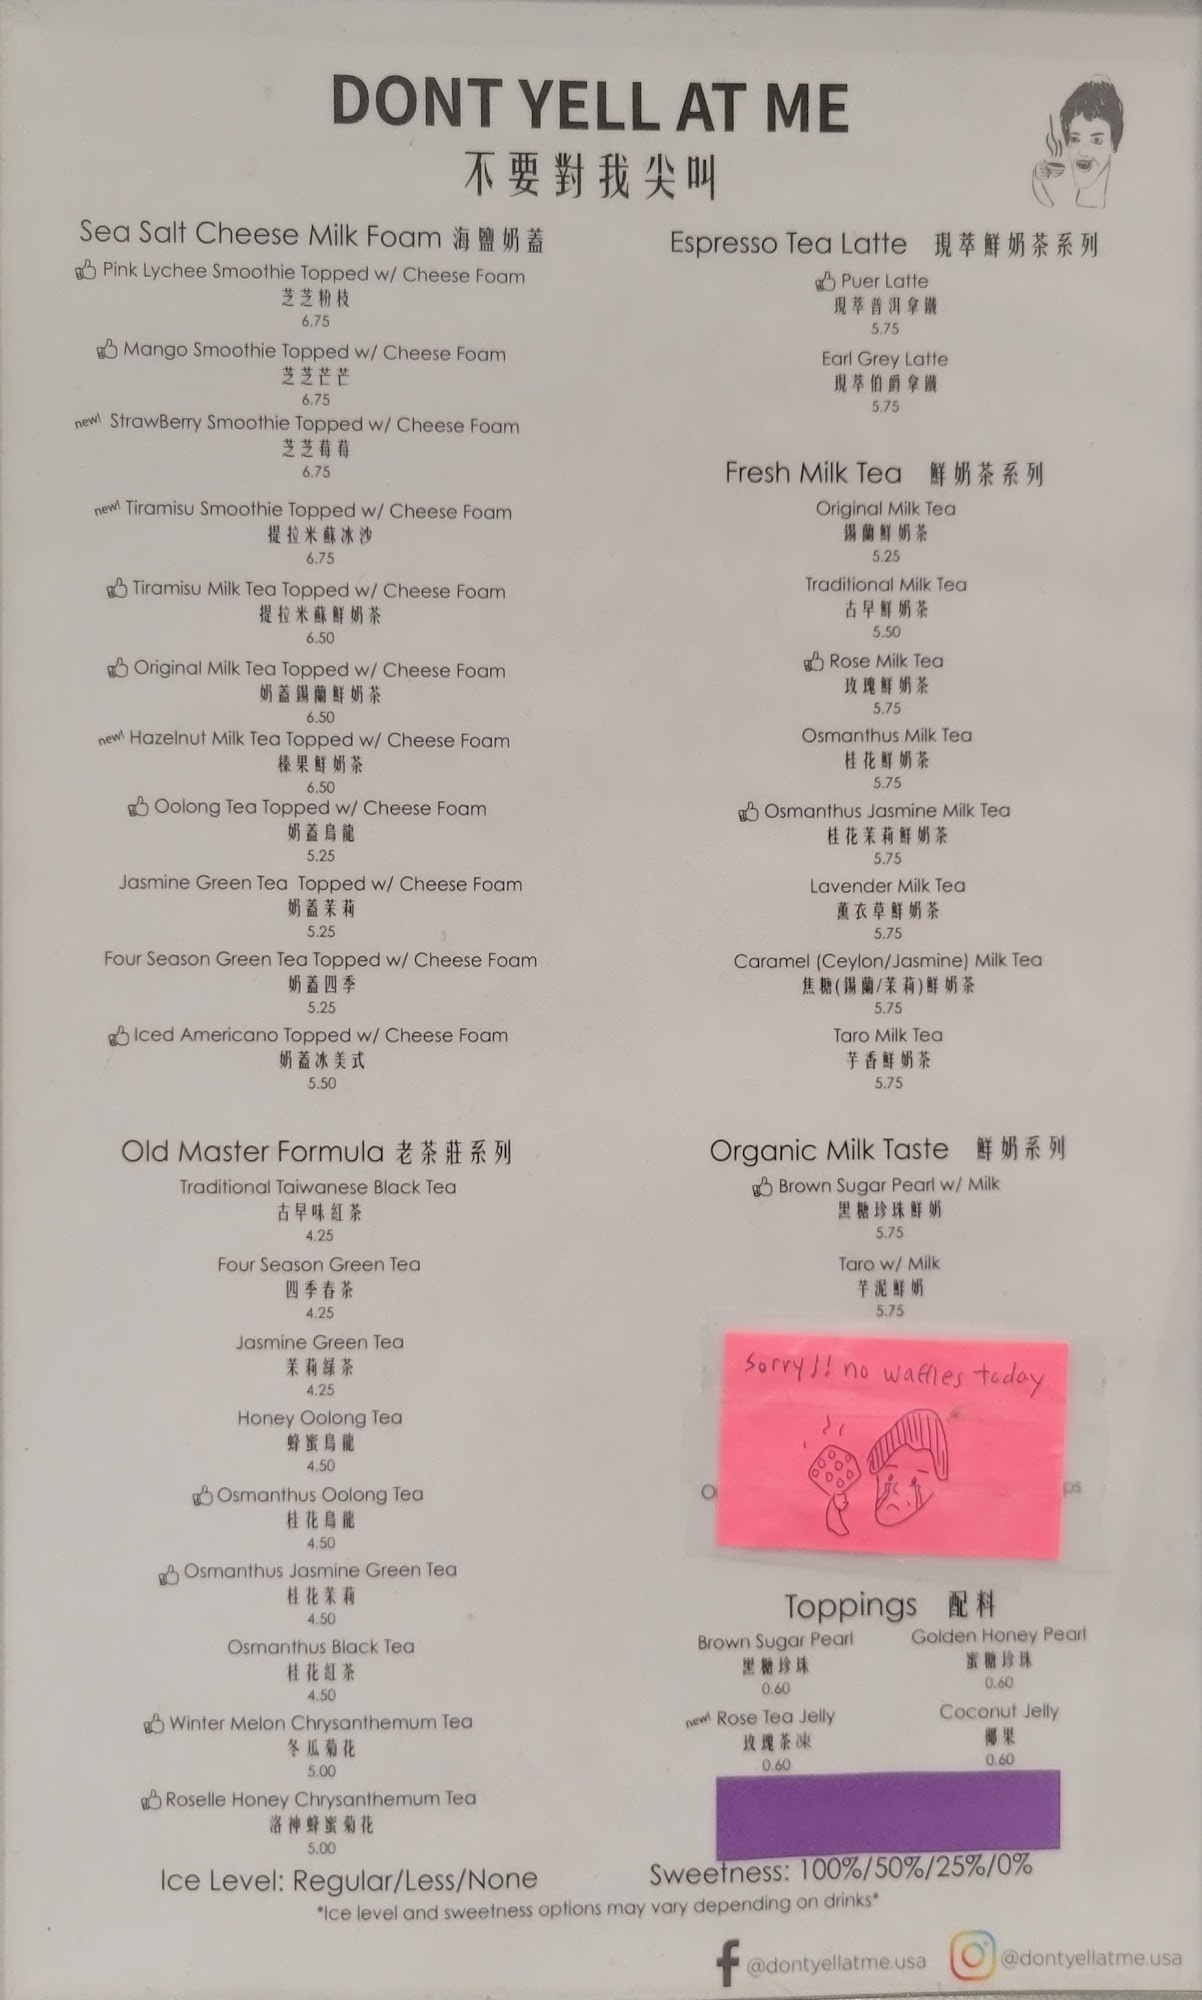 DONT YELL AT ME
不要對我尖叫
Sea Salt Cheese Milk Foam 海鹽奶蓋
Pink Lychee Smoothie Topped w/ Cheese Foam
芝芝粉枝
6.75
Mango Smoothie Topped w/ Cheese Foam
芝芝芒芒
6.75
new! StrawBerry Smoothie Topped w/ Cheese Foam
芝芝莓莓
6.75
new! Tiramisu Smoothie Topped w/ Cheese Foam
提拉米蘇冰沙
6.75
Tiramisu Milk Tea Topped w/ Cheese Foam
提拉米蘇鮮奶茶
6.50
Original Milk Tea Topped w/ Cheese Foam
奶蓋錫蘭鮮奶茶
6.50
new! Hazelnut Milk Tea Topped w/ Cheese Foam
榛果鮮奶茶
6.50
Oolong Tea Topped w/ Cheese Foam
奶蓋烏龍
5.25
Jasmine Green Tea Topped w/ Cheese Foam
奶蓋茉莉
5.25
Four Season Green Tea Topped w/ Cheese Foam
奶蓋四季
5.25
Iced Americano Topped w/ Cheese Foam
奶蓋冰美式
5.50
Old Master Formula 老茶莊系列
Traditional Taiwanese Black Tea
古早味紅茶
4.25
Four Season Green Tea
四季春茶
4.25
Jasmine Green Tea
茉莉綠茶
4.25
Honey Oolong Tea
蜂蜜烏龍
4.50
Osmanthus Oolong Tea
桂花烏龍
4.50
Osmanthus Jasmine Green Tea
桂花茉莉
4.50
Osmanthus Black Tea
桂花紅茶
4.50
Winter Melon Chrysanthemum Tea
冬瓜菊花
5.00
Roselle Honey Chrysanthemum Tea
洛神蜂蜜菊花
5.00
Espresso Tea Latte 現萃鮮奶茶系列
Puer Latte
現萃普洱拿鐵
5.75
Earl Grey Latte
現萃伯爵拿鐵
5.75
Fresh Milk Tea 鮮奶茶系列
Original Milk Tea
錫蘭鮮奶茶
5.25
Traditional Milk Tea
古早鮮奶茶
5.50
Rose Milk Tea
玫瑰鮮奶茶
5.75
Osmanthus Milk Tea
桂花鮮奶茶
5.75
Osmanthus Jasmine Milk Tea
桂花茉莉鮮奶茶
5.75
Lavender Milk Tea
薰衣草鮮奶茶
5.75
Caramel (Ceylon/Jasmine) Milk Tea
焦糖(錫蘭/茉莉)鮮奶茶
5.75
Taro Milk Tea
芋香鮮奶茶
5.75
Organic Milk Taste 鮮奶系列
Brown Sugar Pearl w/ Milk
黑糖珍珠鮮奶
5.75
Taro w/ Milk
芋泥鮮奶
5.75
Sorry!! no waffles today
Toppings 配料
Brown Sugar Pearl
黑糖珍珠
0.60
Golden Honey Pearl
蜜糖珍珠
0.60
new! Rose Tea Jelly
玫瑰茶凍
0.60
Coconut Jelly
椰果
0.60
Ice Level: Regular/Less/None
Sweetness: 100%/50%/25%/0%
*Ice level and sweetness options may vary depending on drinks*
@dontyellatme.usa
@dontyellatme.usa